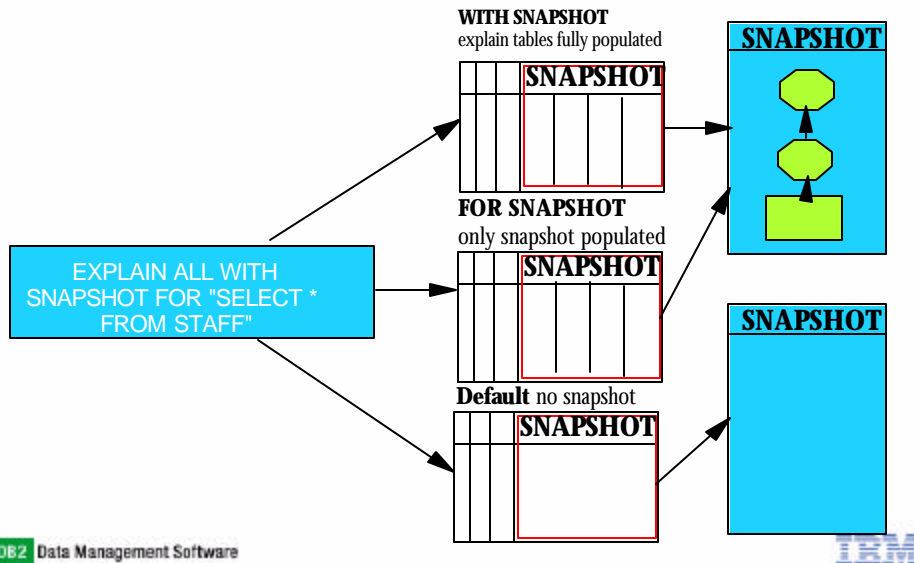 WITH SNAPSHOT
explain tables fully populated
SNAPSHOT
SNAPSHOT
FOR SNAPSHOT
only snapshot populated
SNAPSHOT
EXPLAIN ALL WITH
SNAPSHOT FOR "SELECT *
FROM STAFF"
SNAPSHOT
Default no snapshot
SNAPSHOT
DB2 Data Management Software
IBM